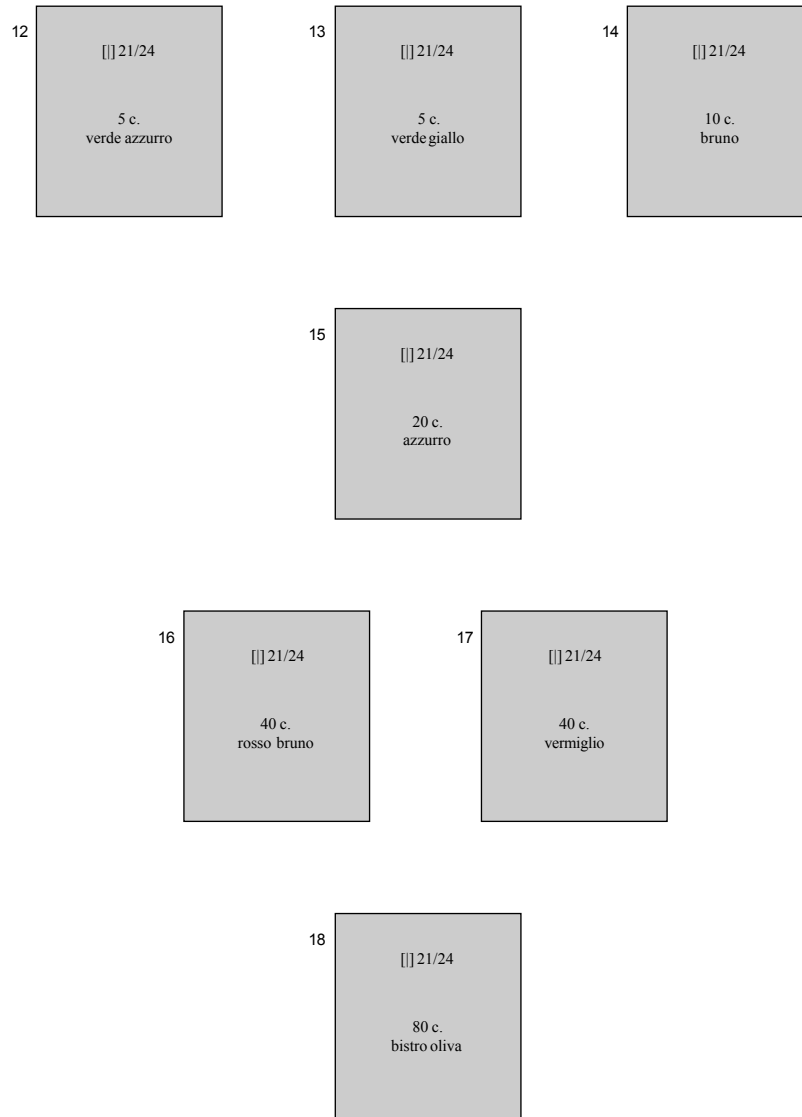 12
[|] 21/24
5 c.
verde azzurro
13
[|] 21/24
5 c.
verde giallo
14
[|] 21/24
10 c.
bruno
15
[|] 21/24
20 c.
azzurro
16
[|] 21/24
40 c.
rosso bruno
17
[|] 21/24
40 c.
vermiglio
18
[|] 21/24
80 c.
bistro oliva